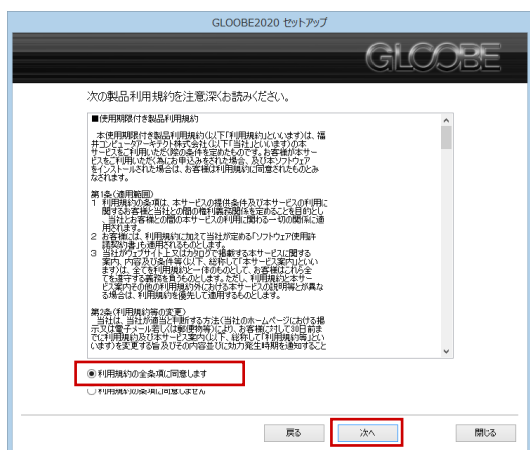 GLOOBE2020 セットアップ
GLOOBE
次の製品利用規約を注意深くお読みください。
■使用期限付き製品利用規約
本使用期限付き製品利用規約(以下「利用規約」といいます)は、福
井コンピュータアーキテクト株式会社(以下「当社」といいます)の本
サービスをご利用いただく際の条件を定めたものです。お客様が本サー
ビスをご利用いただく為にお申込みをされた場合、及び本ソフトウェア
をインストールされた場合は、お客様は利用規約に同意されたものとみ
なされます。
第1条(適用範囲)
1 利用規約の条項は、本サービスの提供条件及び本サービスの利用に
関するお客様と当社との間の権利義務関係を定めることを目的とし
、当社とお客様との間の本サービスの利用に関わる一切の関係に適
用されます。
2 お客様には、利用規約に加えて当社が定める「ソフトウェア使用許
諾契約書」も適用されるものとします。
3 当社がウェブサイト上又はカタログで掲載する本サービスに関する
案内、内容及び条件等(以下、総称して「本サービス案内」といい
ます)は、全てを利用規約と一体のものとして、お客様はこれら全
てを遵守する義務を負うものとします。ただし、利用規約と本サー
ビス案内その他の利用規約外における本サービスの説明等とが異な
る場合は、利用規約を優先して適用するものとします。
第2条(利用規約等の変更)
当社は、当社が適当と判断する方法(当社のホームページにおける掲
示又は電子メール若しくは郵便物等)により、お客様に対して30日前ま
でに利用規約及び本サービス案内(以下、総称して「利用規約等」とい
います)を変更する旨及びその内容並びに効力発生時期を通知すること
利用規約の全条項に同意します
利用規約の条項に同意しません
戻る
次へ
閉じる